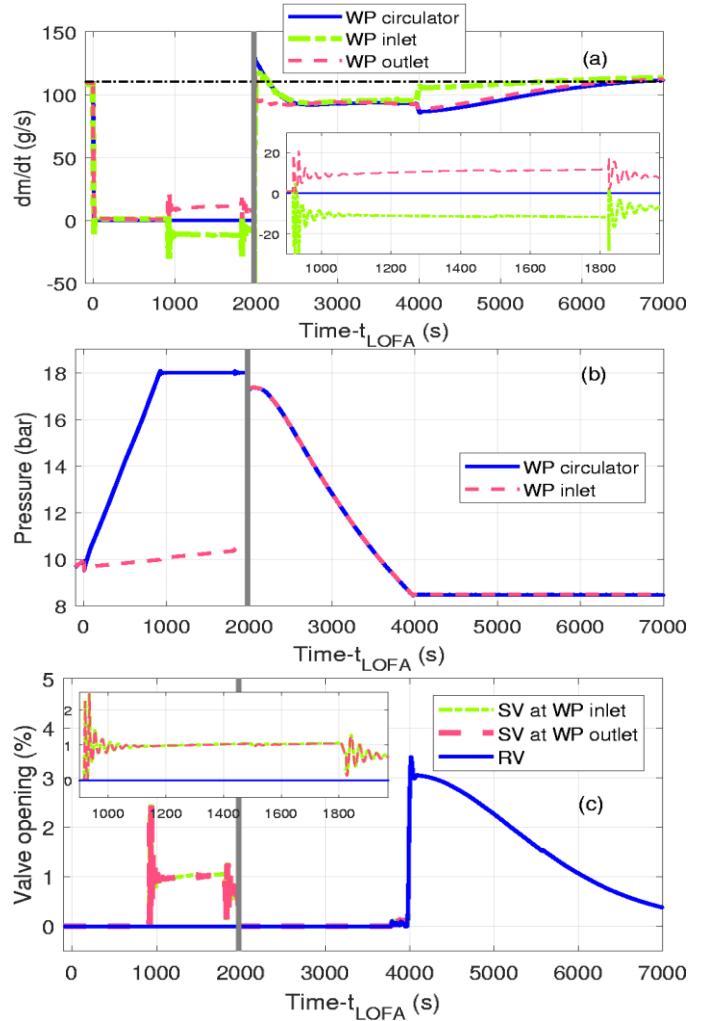 WP circulator
WP inlet
WP outlet
(a)
150
100
50
0
-50
dm/dt (g/s)
20
0
-20
1000 1200 1400 1600 1800
0 1000 2000 3000 4000 5000 6000 7000
Time-t_LOFA (s)
(b)
18
16
14
12
10
8
Pressure (bar)
WP circulator
WP inlet
0 1000 2000 3000 4000 5000 6000 7000
Time-t_LOFA (s)
5
4
3
2
1
0
Valve opening (%)
2
1
0
1000 1200 1400 1600 1800
SV at WP inlet
SV at WP outlet
RV
(c)
0 1000 2000 3000 4000 5000 6000 7000
Time-t_LOFA (s)